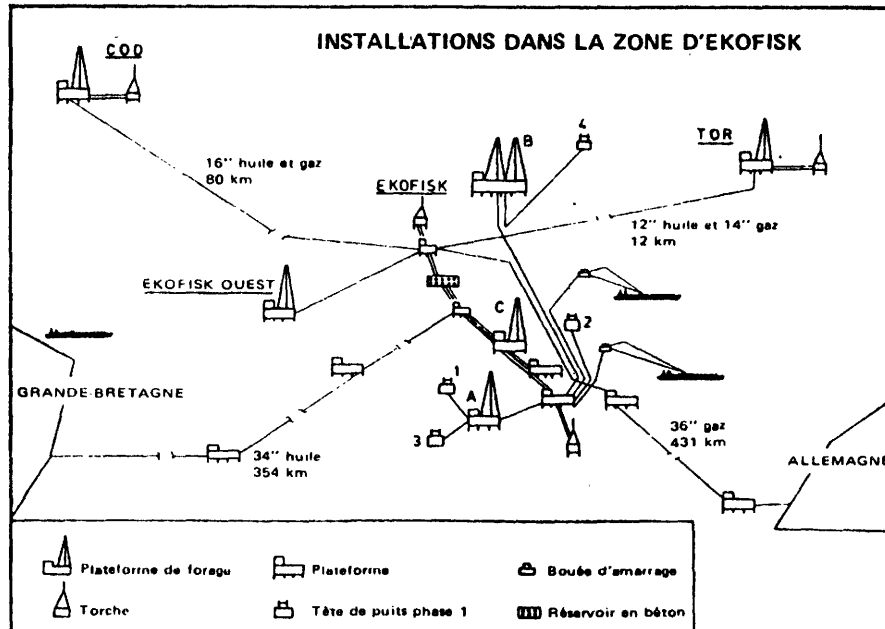 INSTALLATIONS DANS LA ZONE D'EKOFISK
COD
16'' huile et gaz
80 km
EKOFISK
B
4
TOR
12'' huile et 14'' gaz
12 km
EKOFISK OUEST
C
2
GRANDE-BRETAGNE
1
A
3
34'' huile
354 km
36'' gaz
431 km
ALLEMAGNE
Plateforme de forage
Plateforme
Bouée d'amarrage
Torche
Tête de puits phase 1
Réservoir en béton